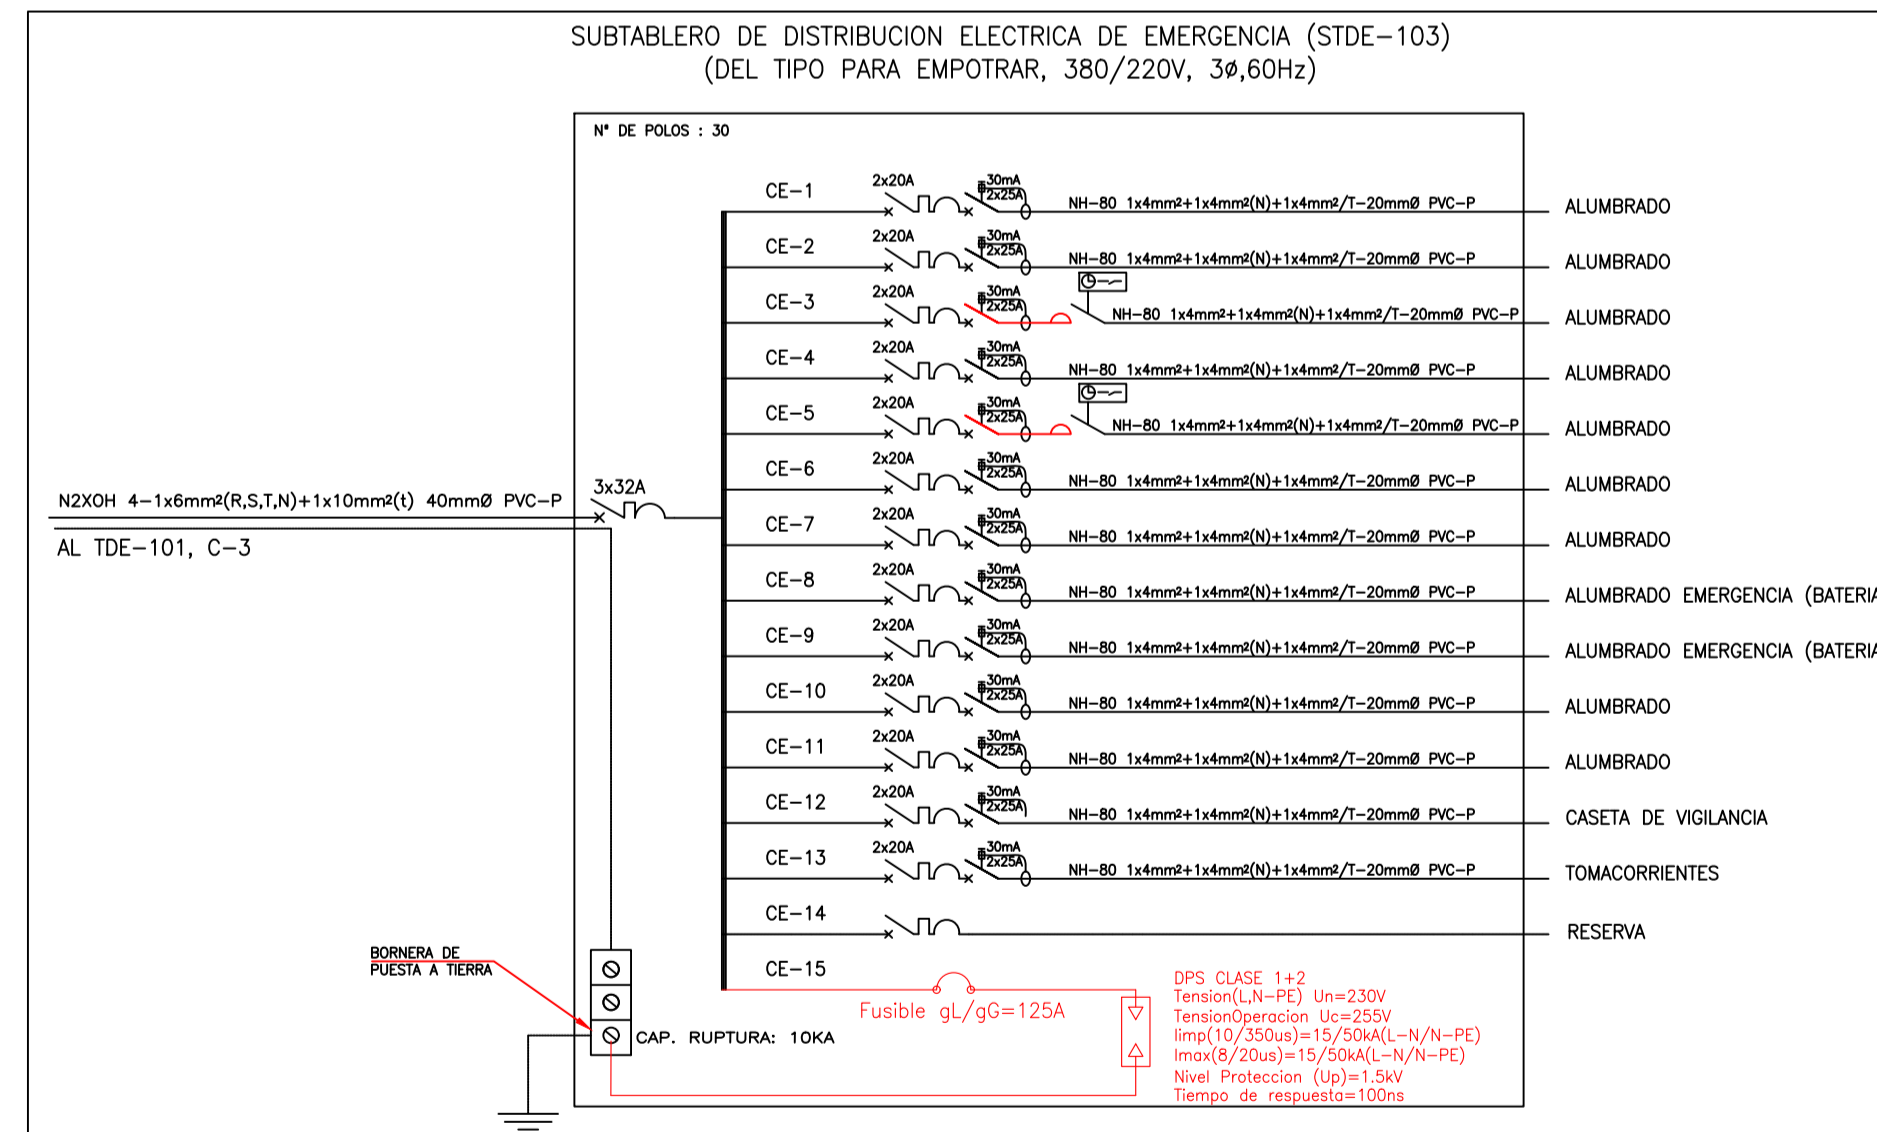 SUBTABLERO DE DISTRIBUCION ELECTRICA DE EMERGENCIA (STDE-103)
(DEL TIPO PARA EMPOTRAR, 380/220V, 3ø,60Hz)
N° DE POLOS : 30
CE-1 2x20A 30mA 2x25A NH-80 1x4mm²+1x4mm²(N)+1x4mm²/T-20mmØ PVC-P ALUMBRADO
CE-2 2x20A 30mA 2x25A NH-80 1x4mm²+1x4mm²(N)+1x4mm²/T-20mmØ PVC-P ALUMBRADO
CE-3 2x20A 30mA 2x25A NH-80 1x4mm²+1x4mm²(N)+1x4mm²/T-20mmØ PVC-P ALUMBRADO
CE-4 2x20A 30mA 2x25A NH-80 1x4mm²+1x4mm²(N)+1x4mm²/T-20mmØ PVC-P ALUMBRADO
CE-5 2x20A 30mA 2x25A NH-80 1x4mm²+1x4mm²(N)+1x4mm²/T-20mmØ PVC-P ALUMBRADO
CE-6 2x20A 30mA 2x25A NH-80 1x4mm²+1x4mm²(N)+1x4mm²/T-20mmØ PVC-P ALUMBRADO
N2XOH 4-1x6mm²(R,S,T,N)+1x10mm²(t) 40mmØ PVC-P 3x32A
AL TDE-101, C-3
CE-7 2x20A 30mA 2x25A NH-80 1x4mm²+1x4mm²(N)+1x4mm²/T-20mmØ PVC-P ALUMBRADO
CE-8 2x20A 30mA 2x25A NH-80 1x4mm²+1x4mm²(N)+1x4mm²/T-20mmØ PVC-P ALUMBRADO EMERGENCIA (BATERIA
CE-9 2x20A 30mA 2x25A NH-80 1x4mm²+1x4mm²(N)+1x4mm²/T-20mmØ PVC-P ALUMBRADO EMERGENCIA (BATERIA
CE-10 2x20A 30mA 2x25A NH-80 1x4mm²+1x4mm²(N)+1x4mm²/T-20mmØ PVC-P ALUMBRADO
CE-11 2x20A 30mA 2x25A NH-80 1x4mm²+1x4mm²(N)+1x4mm²/T-20mmØ PVC-P ALUMBRADO
CE-12 2x20A 30mA 2x25A NH-80 1x4mm²+1x4mm²(N)+1x4mm²/T-20mmØ PVC-P CASETA DE VIGILANCIA
CE-13 2x20A 30mA 2x25A NH-80 1x4mm²+1x4mm²(N)+1x4mm²/T-20mmØ PVC-P TOMACORRIENTES
CE-14 RESERVA
BORNERA DE
PUESTA A TIERRA
CE-15
Fusible gL/gG=125A
CAP. RUPTURA: 10KA
DPS CLASE 1+2
Tension(L,N-PE) Un=230V
TensionOperacion Uc=255V
Iimp(10/350us)=15/50kA(L-N/N-PE)
Imax(8/20us)=15/50kA(L-N/N-PE)
Nivel Proteccion (Up)=1.5kV
Tiempo de respuesta=100ns